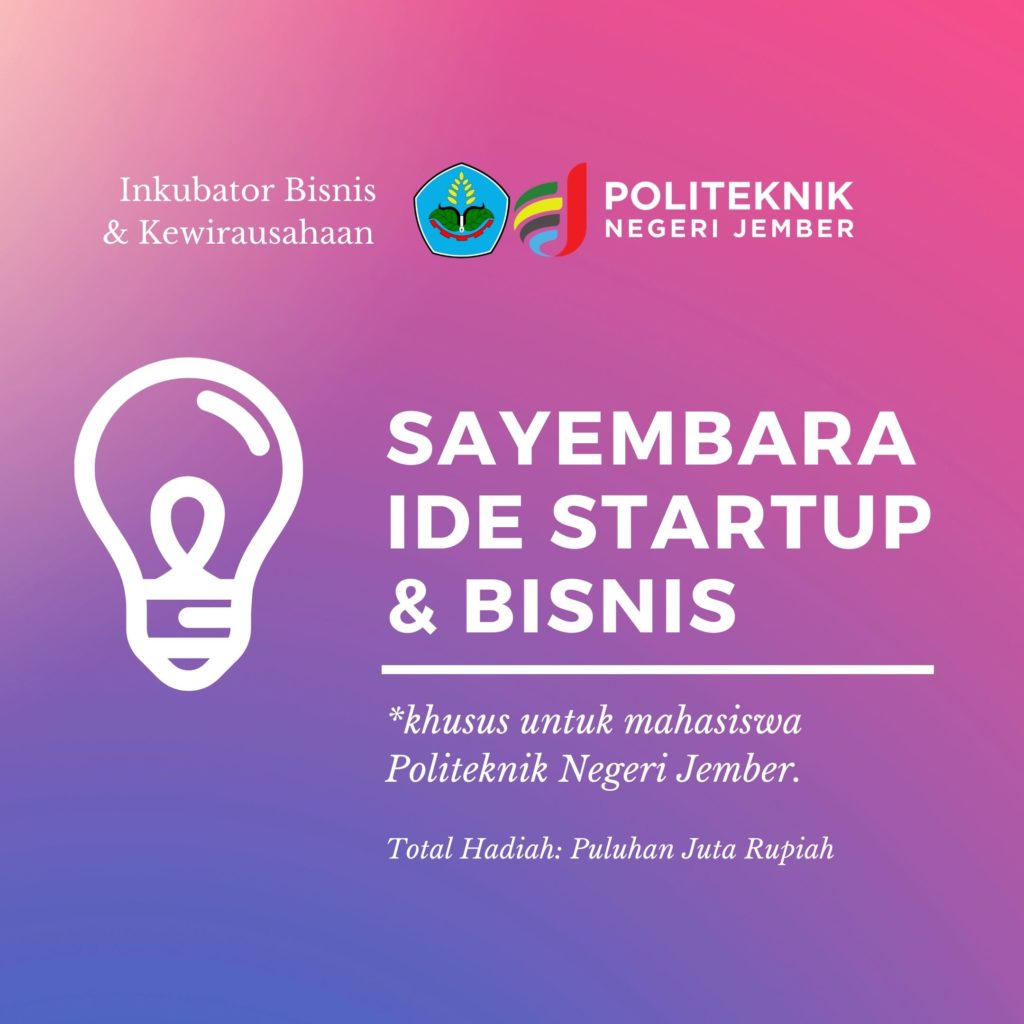 Inkubator Bisnis
& Kewirausahaan
POLITEKNIK
NEGERI JEMBER
SAYEMBARA
IDE STARTUP
& BISNIS
*khusus untuk mahasiswa
Politeknik Negeri Jember.
Total Hadiah: Puluhan Juta Rupiah